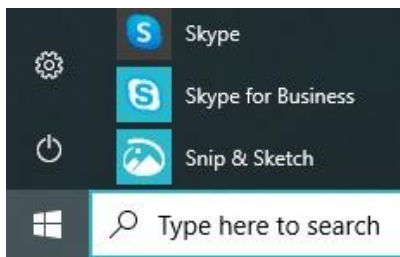 Skype
Skype for Business
Snip & Sketch
Type here to search